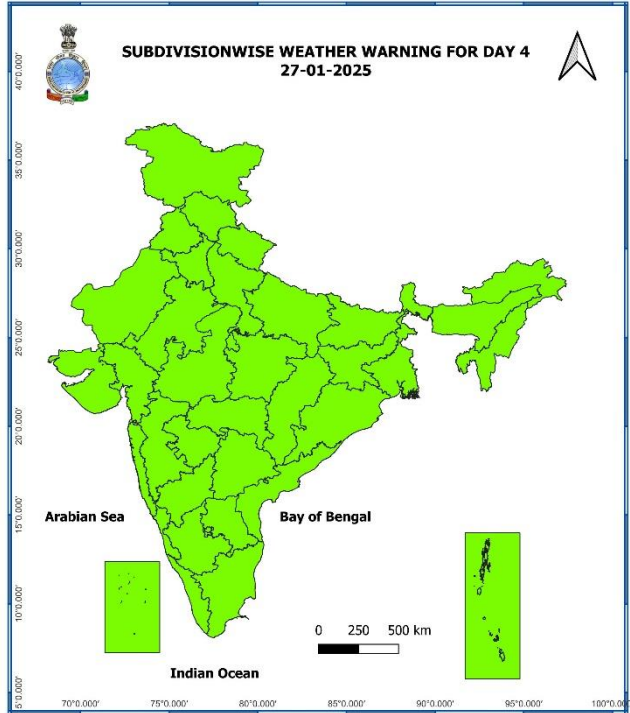 SUBDIVISIONWISE WEATHER WARNING FOR DAY 4
27-01-2025
40°0.000'
35°0.000'
30°0.000'
25°0.000'
20°0.000'
15°0.000'
10°0.000'
5°0.000'
Arabian Sea
Bay of Bengal
0 250 500 km
Indian Ocean
70°0.000' 75°0.000' 80°0.000' 85°0.000' 90°0.000' 95°0.000' 100°0.000'